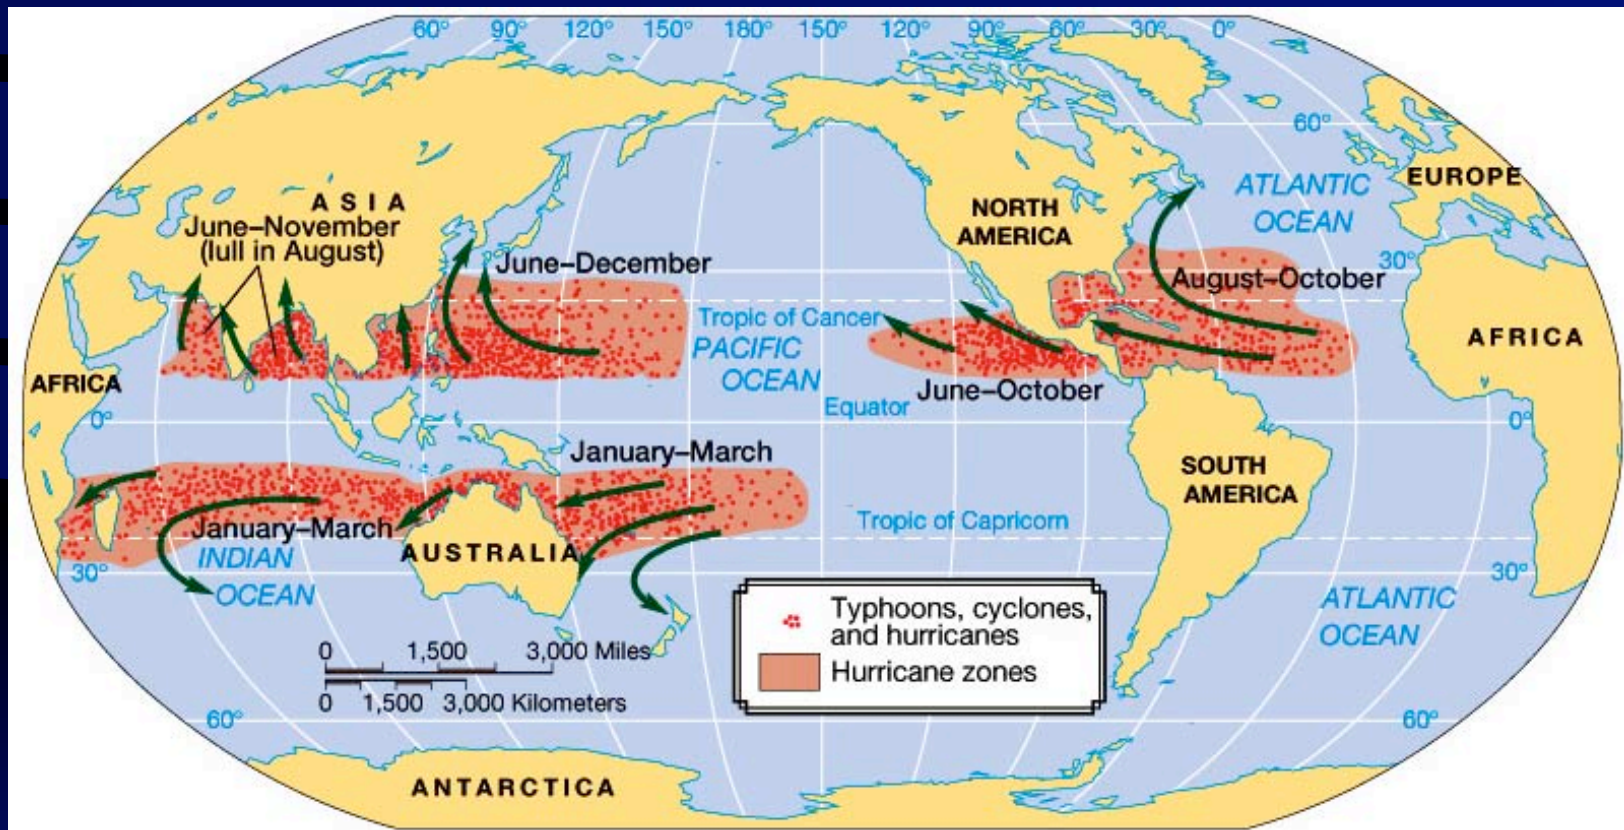 60° 90° 120° 150° 180° 150° 120° 90° 60° 30° 0°
60°
ATLANTIC
OCEAN
EUROPE
ASIA
NORTH
AMERICA
June–November
(lull in August)
June–December
30°
August–October
Tropic of Cancer
PACIFIC
OCEAN
AFRICA
AFRICA
June–October
Equator
0°
0°
January–March
SOUTH
AMERICA
January–March
Tropic of Capricorn
AUSTRALIA
INDIAN
OCEAN
30°
30°
ATLANTIC
OCEAN
Typhoons, cyclones,
and hurricanes
Hurricane zones
0 1,500 3,000 Miles
0 1,500 3,000 Kilometers
60°
60°
ANTARCTICA